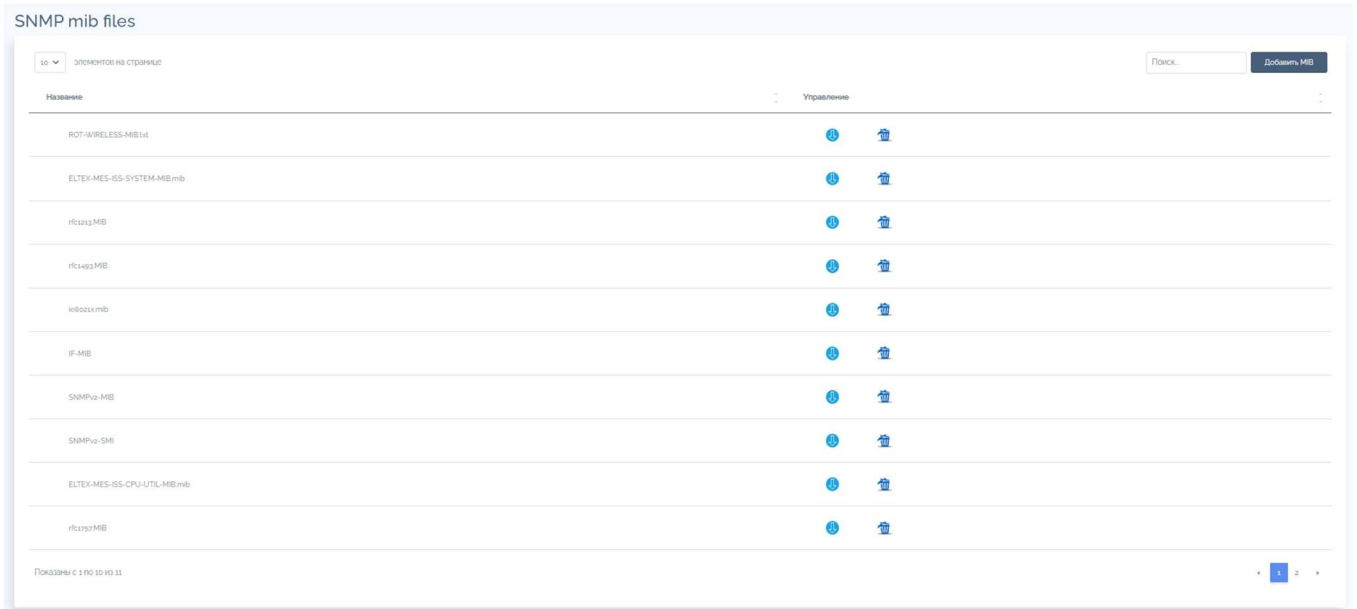 SNMP mib files
10 элементов на странице Поиск... Добавить MIB
Название Управление
ROT-WIRELESS-MIB.txt
ELTEX-MES-ISS-SYSTEM-MIB.mib
rfc1213.MIB
rfc1493.MIB
ie8021x.mib
IF-MIB
SNMPv2-MIB
SNMPv2-SMI
ELTEX-MES-ISS-CPU-UTIL-MIB.mib
rfc1757.MIB
Показаны с 1 по 10 из 11 « 1 2 »